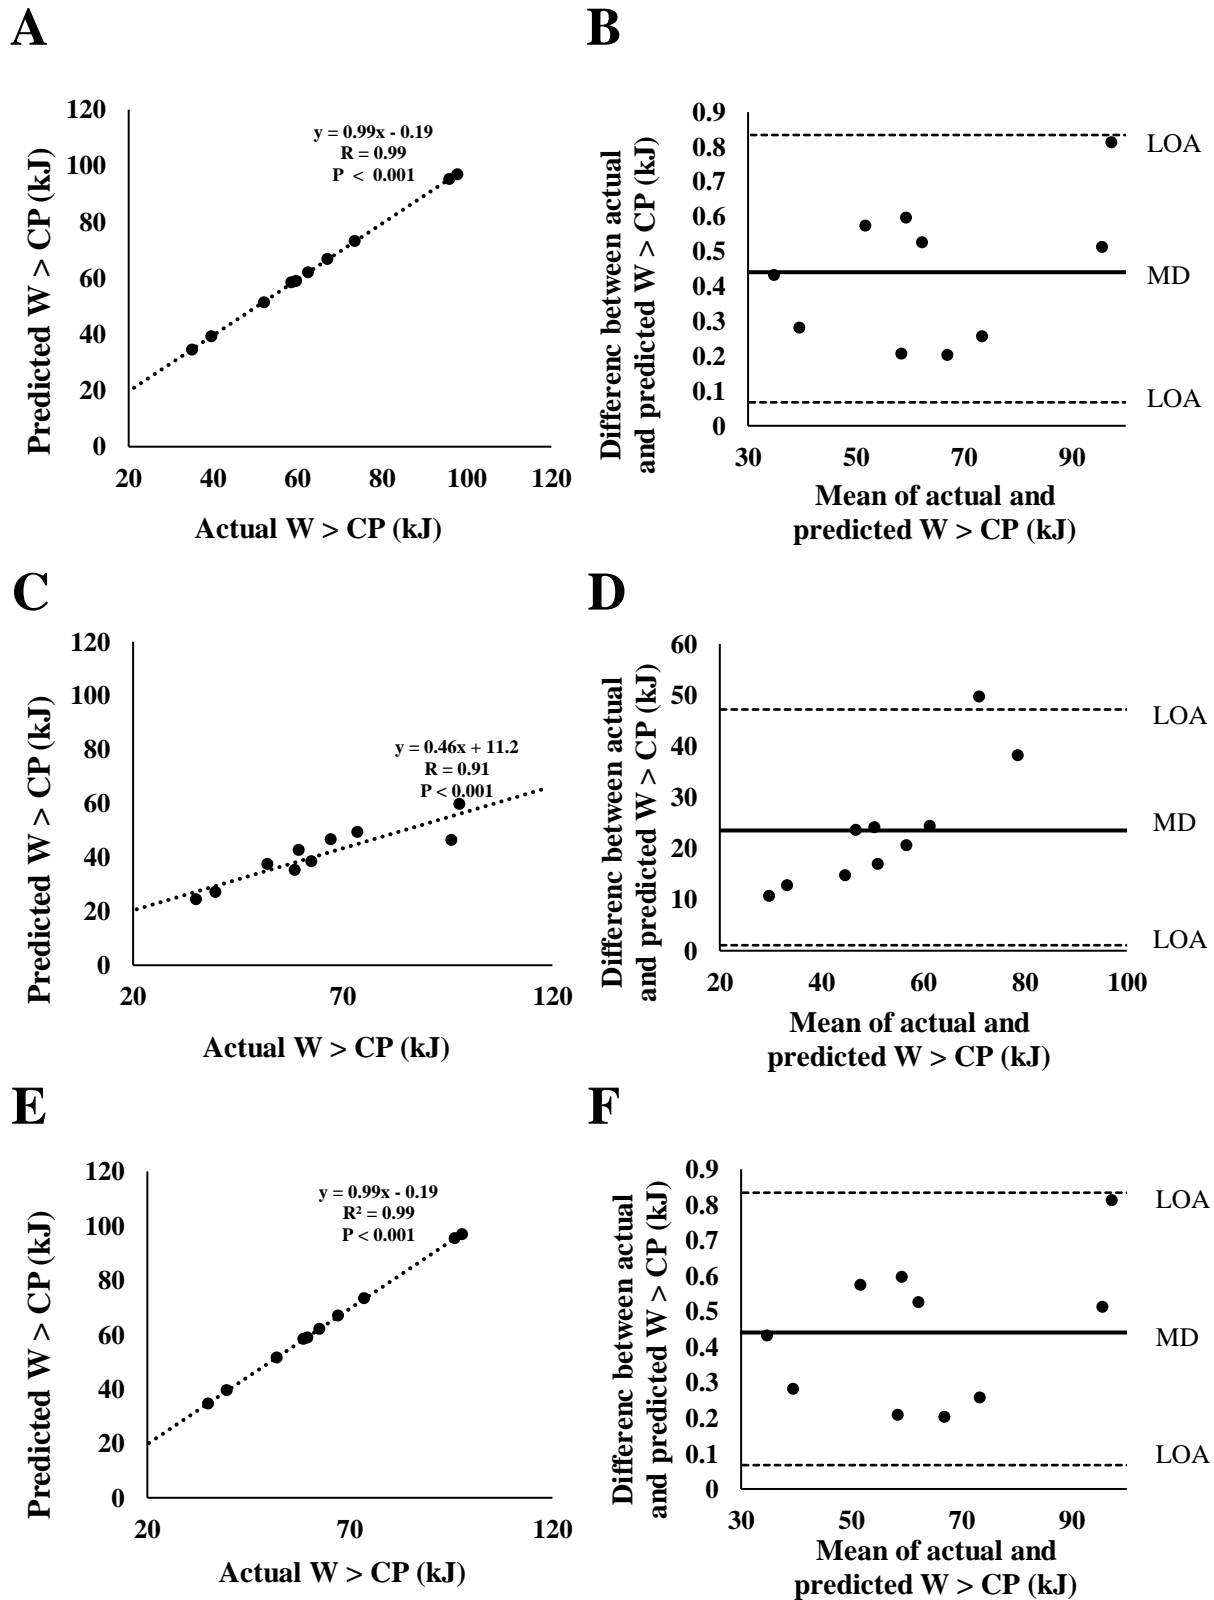 A
B
120
100
80
60
40
20
0
20 40 60 80 100 120
Predicted W > CP (kJ)
Actual W > CP (kJ)
y = 0.99x - 0.19
R = 0.99
P < 0.001
0.9
0.8
0.7
0.6
0.5
0.4
0.3
0.2
0.1
0
30 50 70 90
Differenc between actual
and predicted W > CP (kJ)
Mean of actual and
predicted W > CP (kJ)
LOA
MD
LOA
C
D
120
100
80
60
40
20
0
20 70 120
Predicted W > CP (kJ)
Actual W > CP (kJ)
y = 0.46x + 11.2
R = 0.91
P < 0.001
60
50
40
30
20
10
0
20 40 60 80 100
Differenc between actual
and predicted W > CP (kJ)
Mean of actual and
predicted W > CP (kJ)
LOA
MD
LOA
E
F
120
100
80
60
40
20
0
20 70 120
Predicted W > CP (kJ)
Actual W > CP (kJ)
y = 0.99x - 0.19
R² = 0.99
P < 0.001
0.9
0.8
0.7
0.6
0.5
0.4
0.3
0.2
0.1
0
30 50 70 90
Differenc between actual
and predicted W > CP (kJ)
Mean of actual and
predicted W > CP (kJ)
LOA
MD
LOA